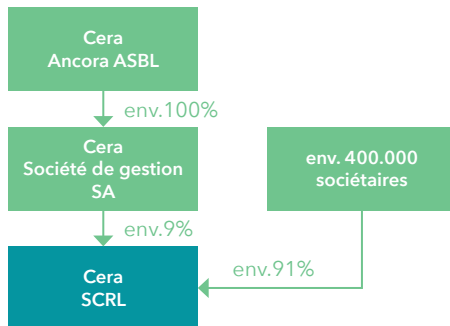 Cera
Ancora ASBL
env.100%
Cera
Société de gestion
SA
env. 400.000
sociétaires
env.9%
env.91%
Cera
SCRL